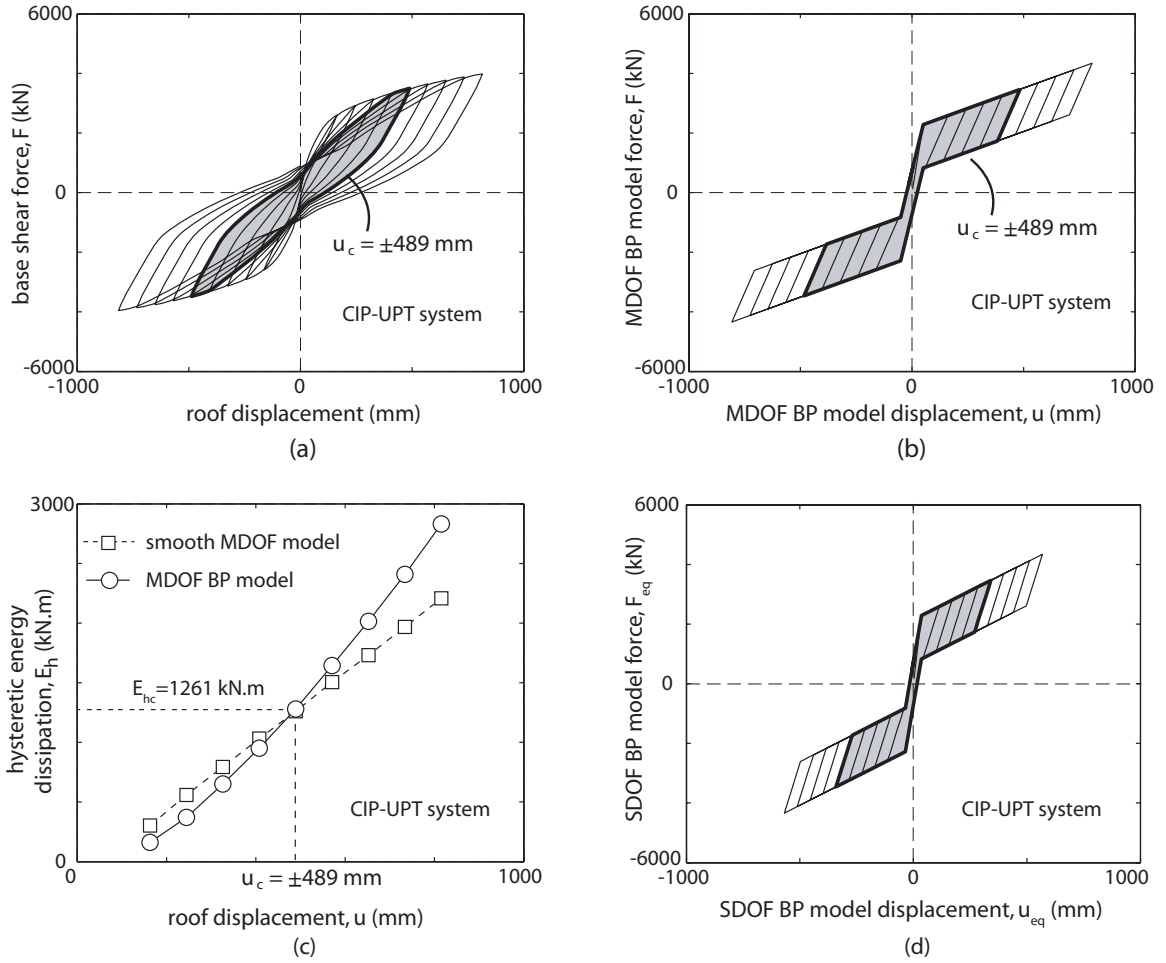 6000
base shear force, F (kN)
0
u c = ±489 mm
CIP-UPT system
-6000
-1000
0
1000
roof displacement (mm)
(a)
6000
MDOF BP model force, F (kN)
0
u c = ±489 mm
CIP-UPT system
-6000
-1000
0
1000
MDOF BP model displacement, u (mm)
(b)
3000
hysteretic energy
dissipation, E h (kN.m)
smooth MDOF model
MDOF BP model
E hc =1261 kN.m
CIP-UPT system
0
0
u c = ±489 mm
1000
roof displacement, u (mm)
(c)
6000
SDOF BP model force, F eq (kN)
0
CIP-UPT system
-6000
-1000
0
1000
SDOF BP model displacement, u eq (mm)
(d)